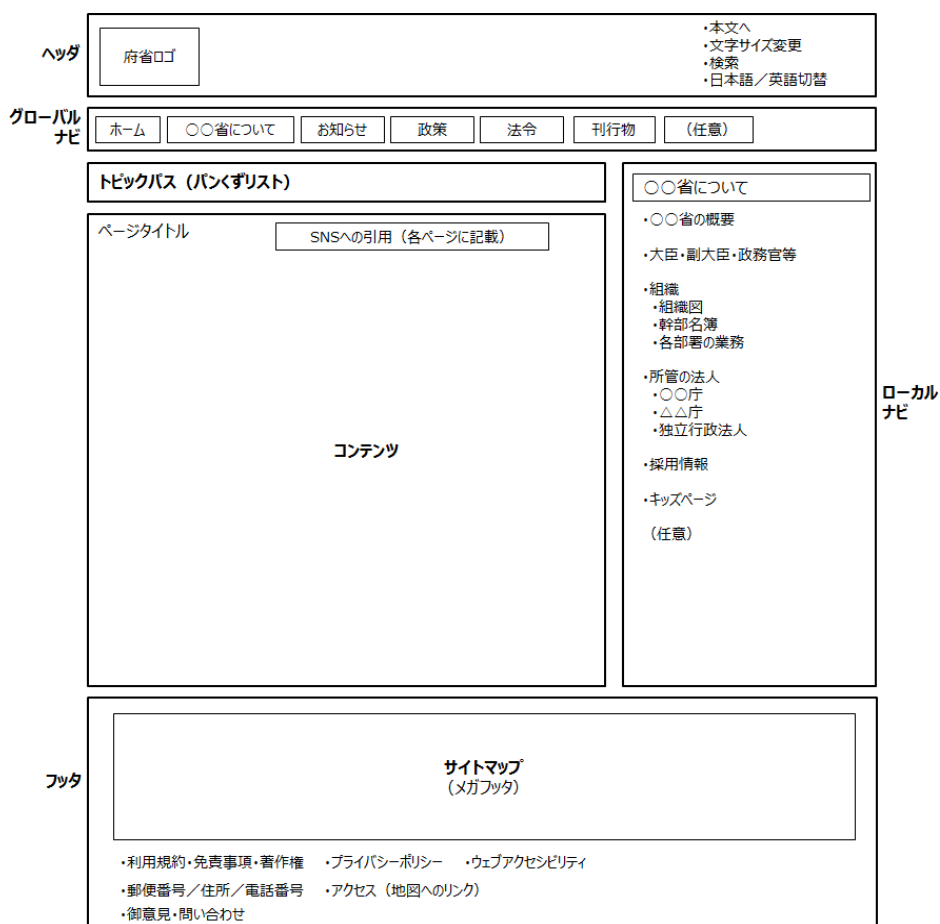 ヘッダ
府省ロゴ
・本文へ
・文字サイズ変更
・検索
・日本語／英語切替
グローバル
ナビ
ホーム
〇〇省について
お知らせ
政策
法令
刊行物
（任意）
トピックパス（パンくずリスト）
ページタイトル
SNSへの引用（各ページに記載）
コンテンツ
〇〇省について
・〇〇省の概要
・大臣・副大臣・政務官等
・組織
・組織図
・幹部名簿
・各部署の業務
・所管の法人
・〇〇庁
・△△庁
・独立行政法人
・採用情報
・キッズページ
（任意）
ローカル
ナビ
フッタ
サイトマップ
（メガフッタ）
・利用規約・免責事項・著作権 ・プライバシーポリシー ・ウェブアクセシビリティ
・郵便番号／住所／電話番号 ・アクセス（地図へのリンク）
・御意見・問い合わせ